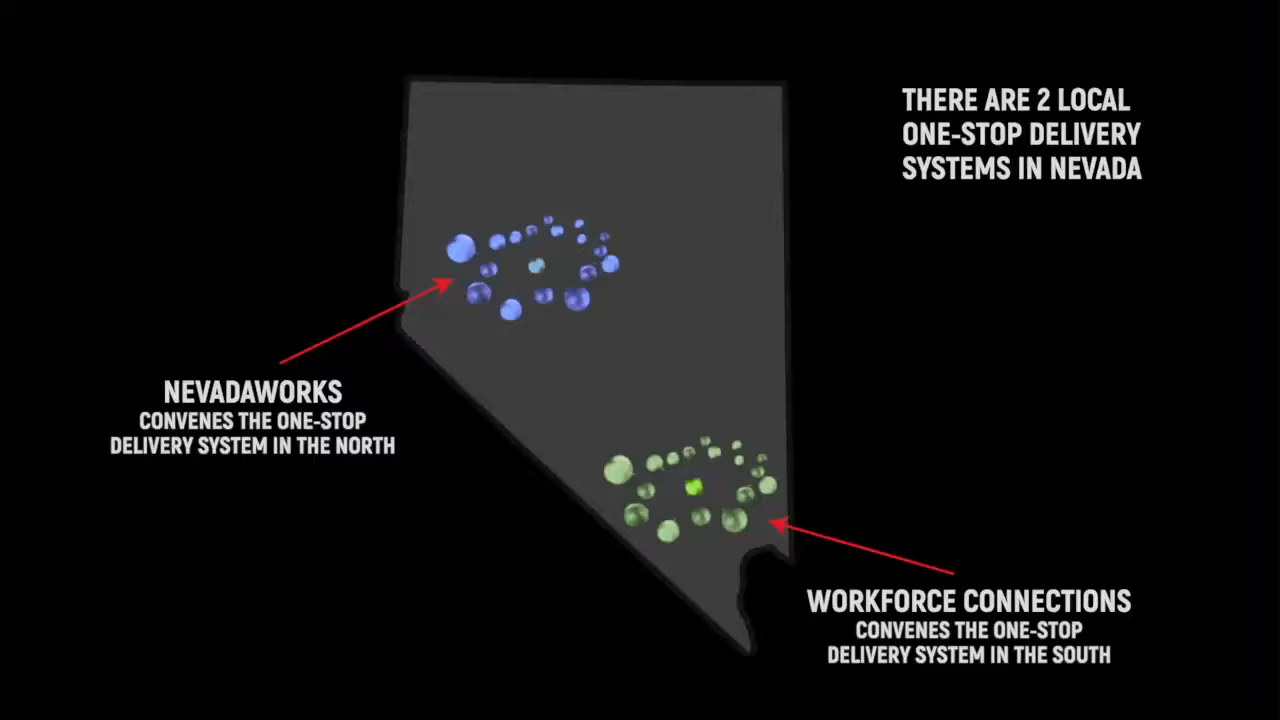 THERE ARE 2 LOCAL
ONE-STOP DELIVERY
SYSTEMS IN NEVADA
NEVADAWORKS
CONVENES THE ONE-STOP
DELIVERY SYSTEM IN THE NORTH
WORKFORCE CONNECTIONS
CONVENES THE ONE-STOP
DELIVERY SYSTEM IN THE SOUTH